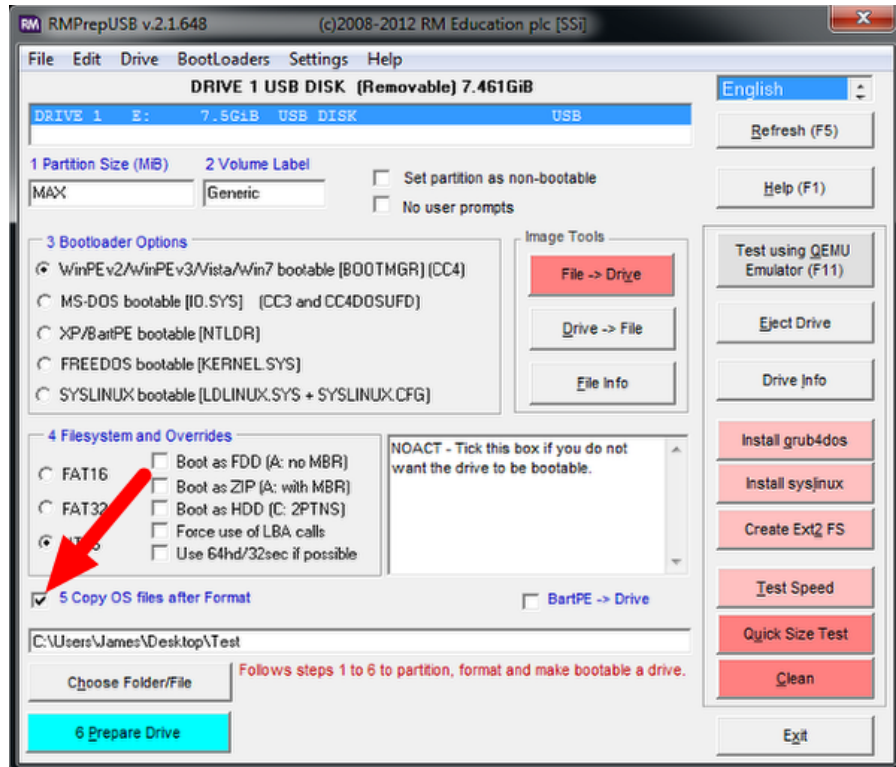 RM RMPrepUSB v.2.1.648 (c)2008-2012 RM Education plc [SSi]
File Edit Drive BootLoaders Settings Help
DRIVE 1 USB DISK (Removable) 7.461GiB
English
DRIVE 1 E: 7.5GiB USB DISK USB
Refresh (F5)
1 Partition Size (MiB) 2 Volume Label
Set partition as non-bootable
MAX Generic
No user prompts
Help (F1)
3 Bootloader Options
WinPEv2/WinPEv3/Vista/Win7 bootable [BOOTMGR] (CC4)
MS-DOS bootable [IO.SYS] (CC3 and CC4DOSUFD)
XP/BartPE bootable [NTLDR]
FREEDOS bootable [KERNEL.SYS]
SYSLINUX bootable [LDLINUX.SYS + SYSLINUX.CFG]
Image Tools
File -> Drive
Drive -> File
File Info
Test using QEMU
Emulator (F11)
Eject Drive
Drive Info
4 Filesystem and Overrides
FAT16
FAT32
Boot as FDD (A: no MBR)
Boot as ZIP (A: with MBR)
Boot as HDD (C: 2PTNS)
Force use of LBA calls
Use 64hd/32sec if possible
NOACT - Tick this box if you do not
want the drive to be bootable.
Install grub4dos
Install syslinux
Create Ext2 FS
Test Speed
Quick Size Test
Clean
5 Copy OS files after Format
BartPE -> Drive
C:\Users\James\Desktop\Test
Choose Folder/File
Follows steps 1 to 6 to partition, format and make bootable a drive.
6 Prepare Drive
Exit